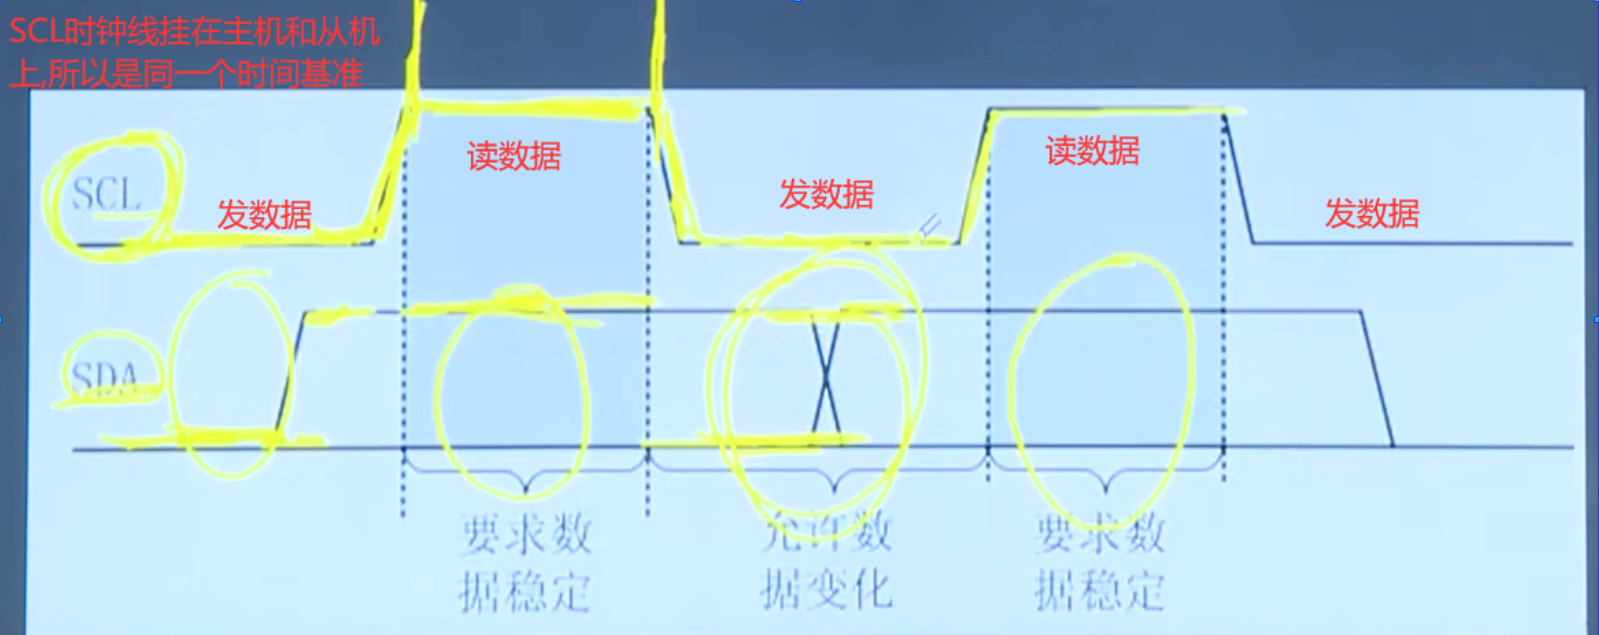 SCL时钟线挂在主机和从机
上,所以是同一个时间基准
读数据
读数据
SCL
发数据
发数据
发数据
SDA
要求数
据稳定
允许数
据变化
要求数
据稳定